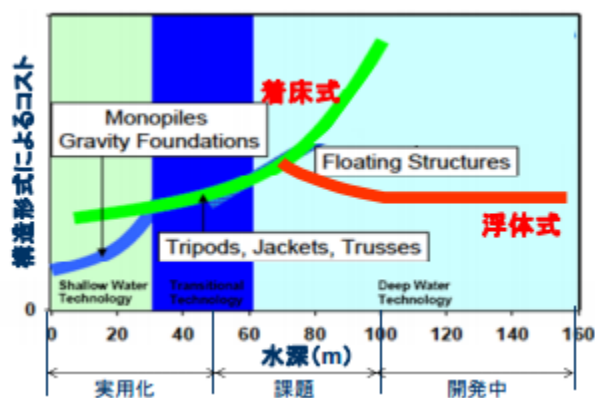 構造形式によるコスト
着床式
Monopiles
Gravity Foundations
Floating Structures
浮体式
Tripods, Jackets, Trusses
Shallow Water
Technology
Transitional
Technology
Deep Water
Technology
0
0 20 40 60 80 100 120 140 160
水深(m)
実用化 課題 開発中